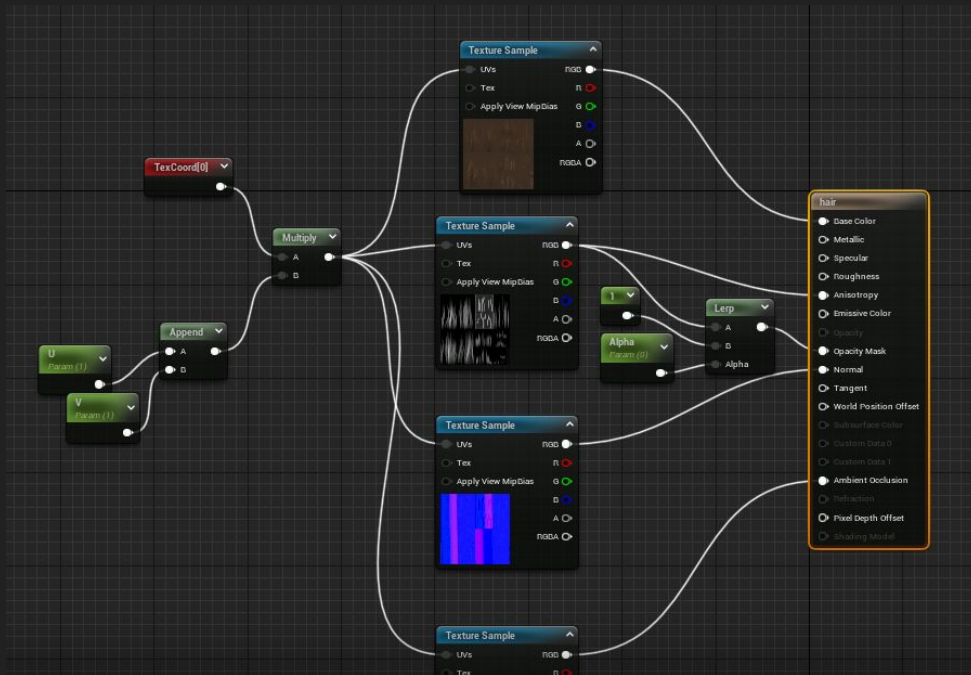 Texture Sample
UVs RGB
Tex R
Apply View MipBias G
B
A
RGBA
TexCoord[0]
Multiply
A
B
Append
A
B
U
Param (1)
V
Param (1)
Texture Sample
UVs RGB
Tex R
Apply View MipBias G
B
A
RGBA
1
Alpha
Param (0)
Lerp
A
B
Alpha
Texture Sample
UVs RGB
Tex R
Apply View MipBias G
B
A
RGBA
Texture Sample
UVs RGB
Tex R
hair
Base Color
Metallic
Specular
Roughness
Anisotropy
Emissive Color
Opacity
Opacity Mask
Normal
Tangent
World Position Offset
Subsurface Color
Custom Data 0
Custom Data 1
Ambient Occlusion
Refraction
Pixel Depth Offset
Shading Model